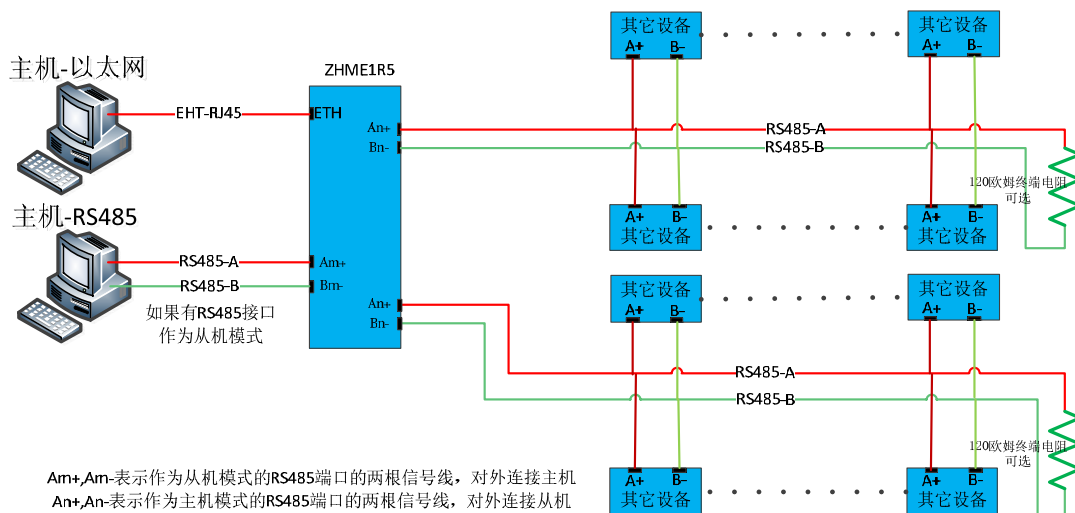 其它设备
A+ B-
其它设备
A+ B-
主机-以太网
ZHME1R5
EHT-RJ45
ETH
An+
Bn-
RS485-A
RS485-B
120欧姆终端电阻
可选
A+ B-
其它设备
A+ B-
其它设备
主机-RS485
RS485-A
RS485-B
Am+
Bm-
如果有RS485接口
作为从机模式
An+
Bn-
其它设备
A+ B-
其它设备
A+ B-
RS485-A
RS485-B
120欧姆终端电阻
可选
A+ B-
其它设备
A+ B-
其它设备
Am+,Am-表示作为从机模式的RS485端口的两根信号线，对外连接主机
An+,An-表示作为主机模式的RS485端口的两根信号线，对外连接从机